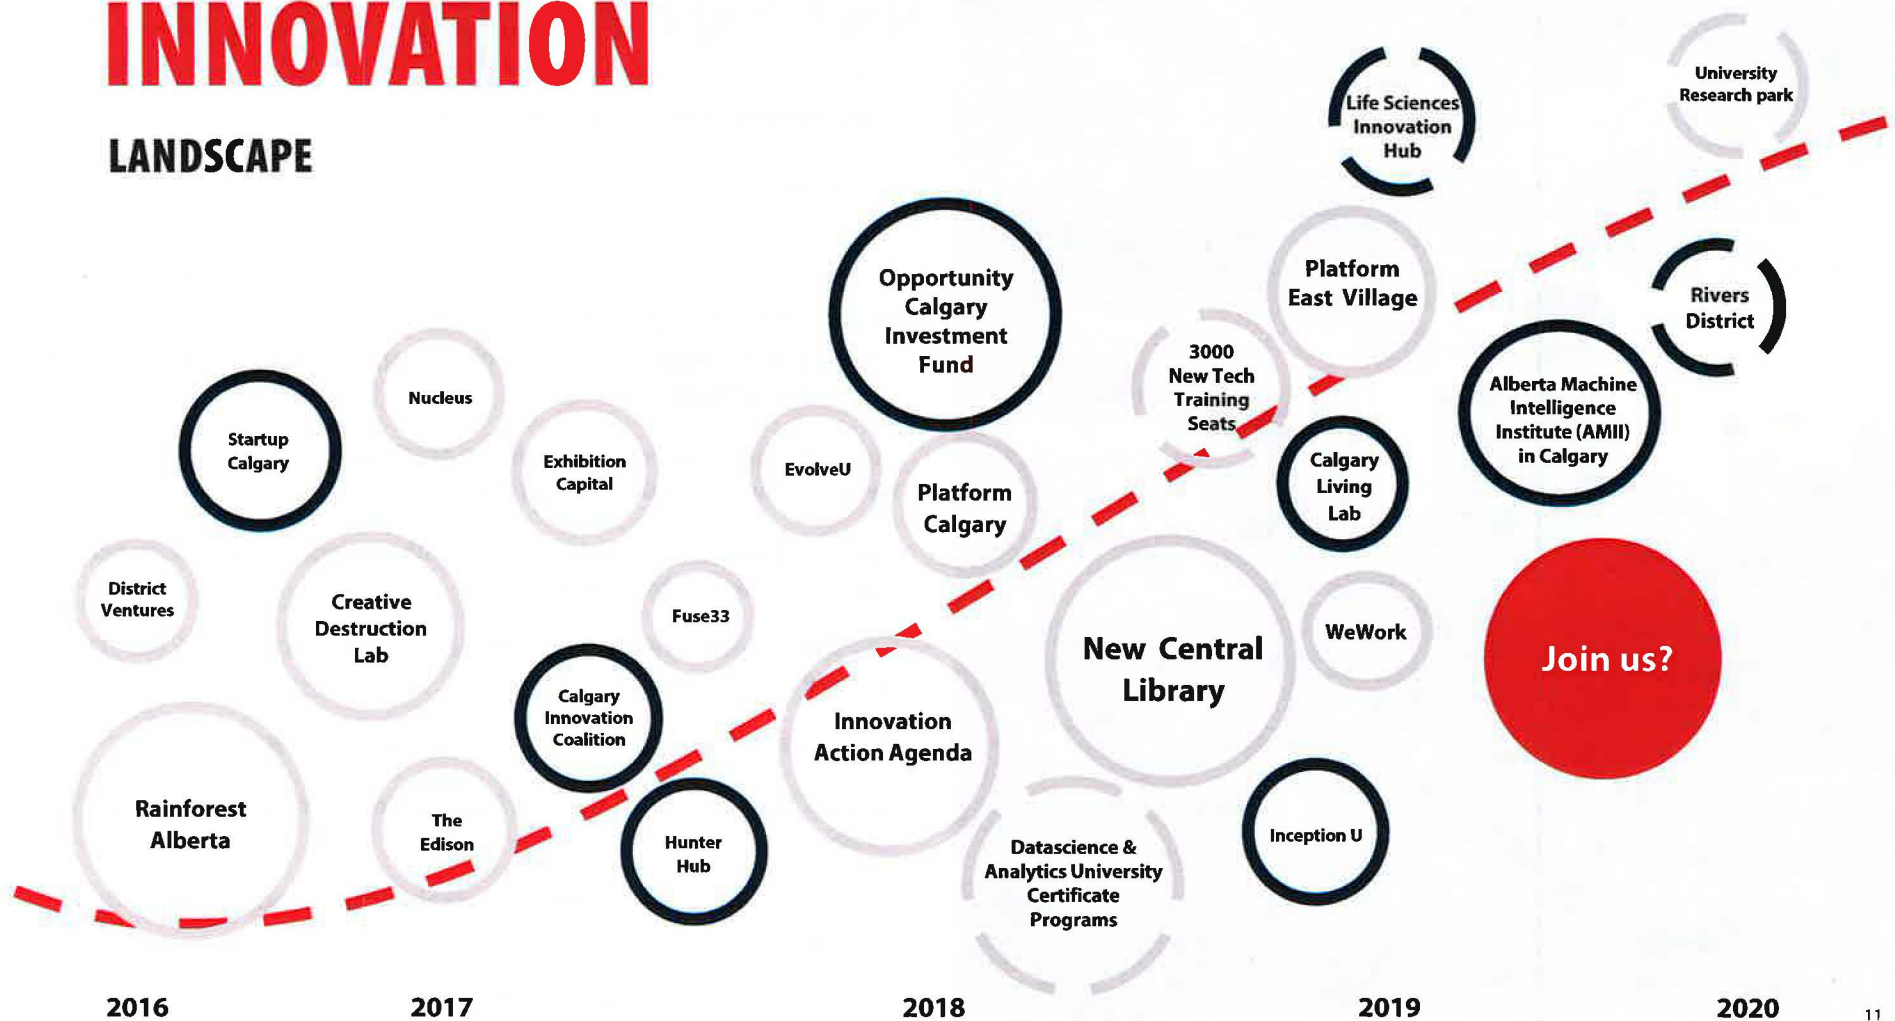 INNOVATION
LANDSCAPE
University
Research park
Life Sciences
Innovation
Hub
Opportunity
Calgary
Investment
Fund
Platform
East Village
Rivers
District
3000
New Tech
Training
Seats
Nucleus
Startup
Calgary
Exhibition
Capital
EvolveU
Platform
Calgary
Calgary
Living
Lab
Alberta Machine
Intelligence
Institute (AMII)
in Calgary
District
Ventures
Creative
Destruction
Lab
Fuse33
Calgary
Innovation
Coalition
New Central
Library
WeWork
Join us?
Innovation
Action Agenda
Rainforest
Alberta
The
Edison
Hunter
Hub
Datascience &
Analytics University
Certificate
Programs
Inception U
2016
2017
2018
2019
2020
11